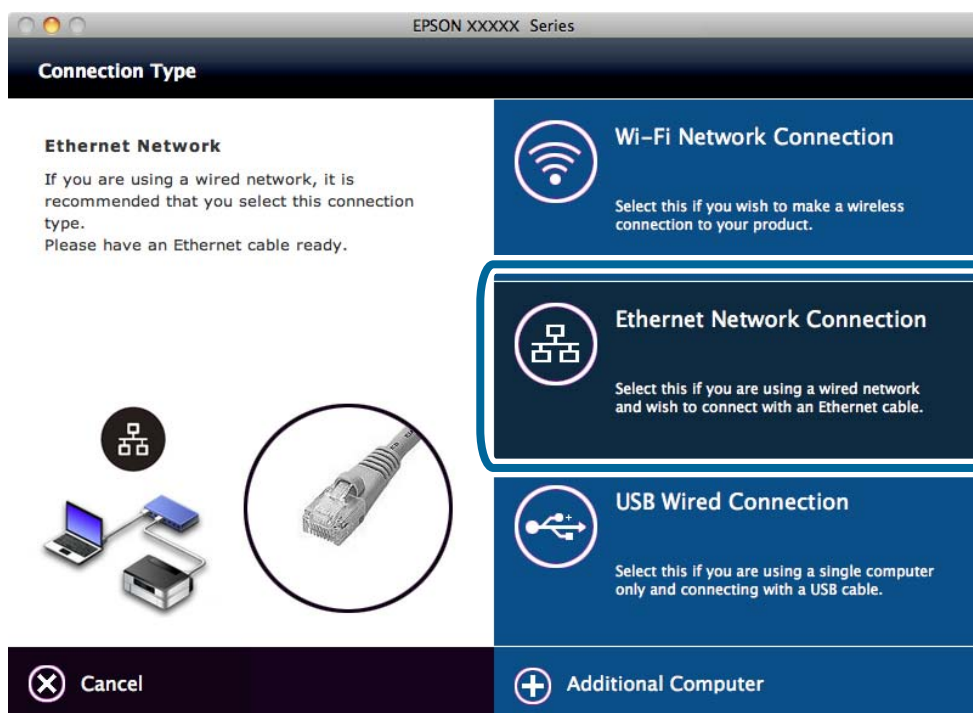 EPSON XXXXX Series
Connection Type
Ethernet Network
If you are using a wired network, it is
recommended that you select this connection
type.
Please have an Ethernet cable ready.
Wi-Fi Network Connection
Select this if you wish to make a wireless
connection to your product.
Ethernet Network Connection
Select this if you are using a wired network
and wish to connect with an Ethernet cable.
USB Wired Connection
Select this if you are using a single computer
only and connecting with a USB cable.
Cancel
Additional Computer